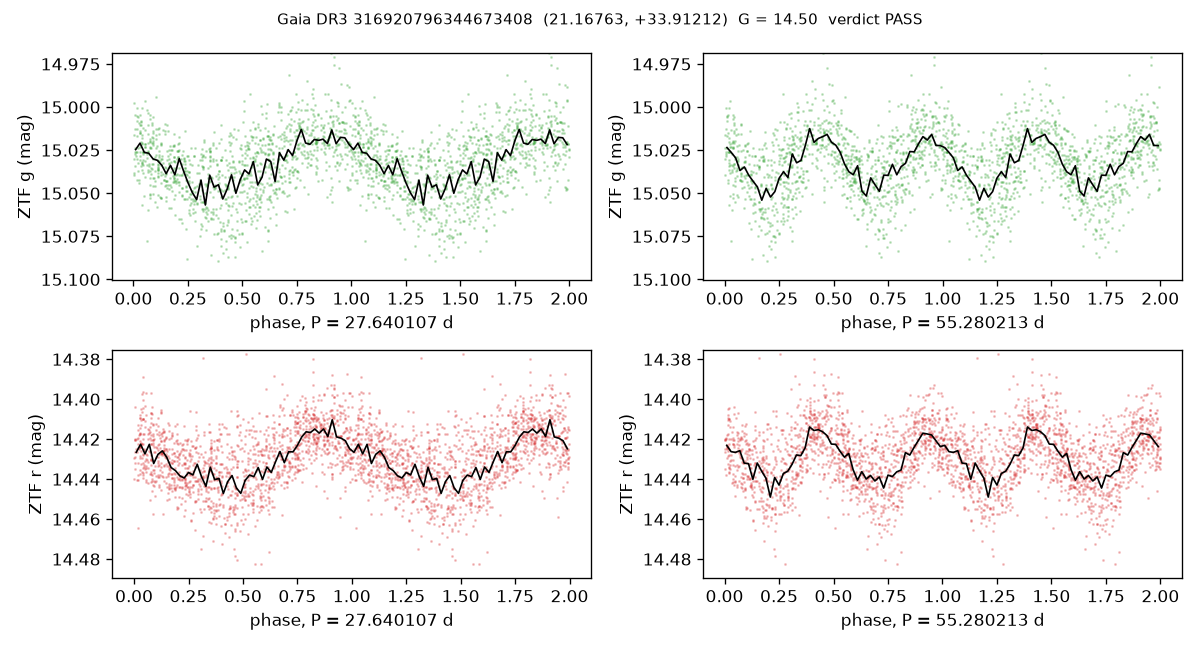 Gaia DR3 316920796344673408 (21.16763, +33.91212) G = 14.50 verdict PASS
14.975
15.000
15.025
15.050
15.075
15.100
ZTF g (mag)
0.00 0.25 0.50 0.75 1.00 1.25 1.50 1.75 2.00
phase, P = 27.640107 d
14.975
15.000
15.025
15.050
15.075
15.100
ZTF g (mag)
0.00 0.25 0.50 0.75 1.00 1.25 1.50 1.75 2.00
phase, P = 55.280213 d
14.38
14.40
14.42
14.44
14.46
14.48
ZTF r (mag)
0.00 0.25 0.50 0.75 1.00 1.25 1.50 1.75 2.00
phase, P = 27.640107 d
14.38
14.40
14.42
14.44
14.46
14.48
ZTF r (mag)
0.00 0.25 0.50 0.75 1.00 1.25 1.50 1.75 2.00
phase, P = 55.280213 d